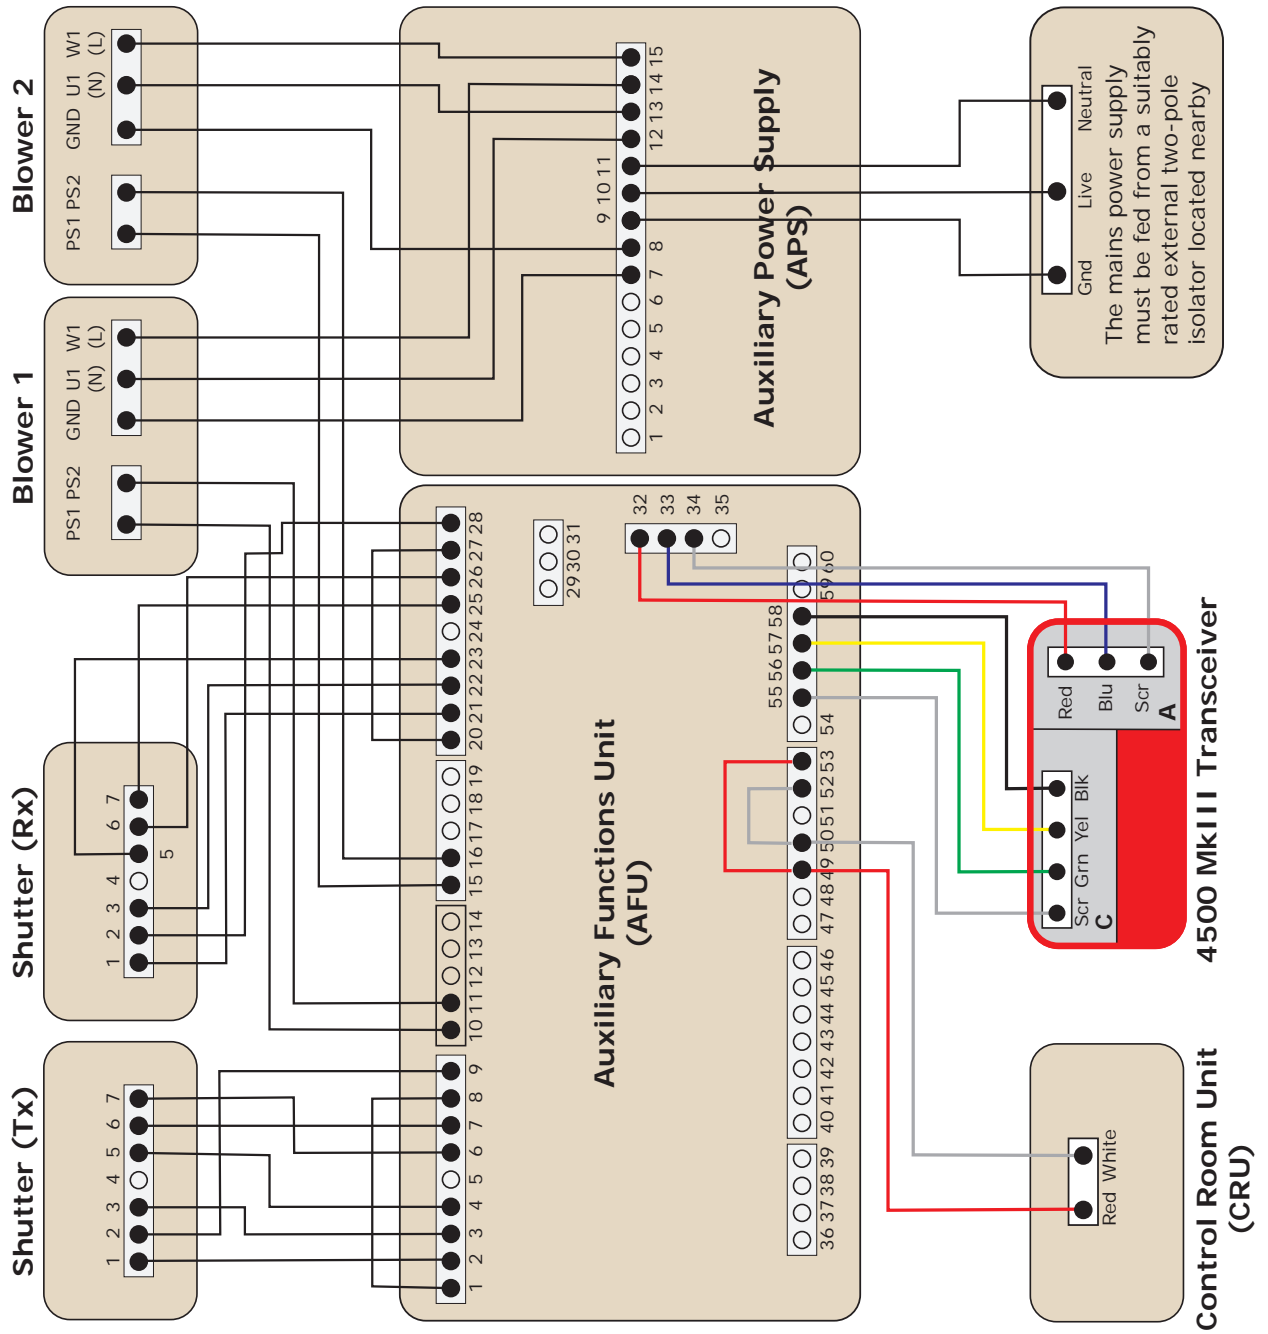 Shutter (Tx)
1 2 3 4 5 6 7
Shutter (Rx)
1 2 3 4 5 6 7
Blower 1
PS1 PS2
GND U1 W1
(N) (L)
Blower 2
PS1 PS2
GND U1 W1
(N) (L)
1 2 3 4 5 6 7 8 9
10 11 12 13 14
15 16 17 18 19
20 21 22 23 24 25 26 27 28
29 30 31
32
33
34
35
Auxiliary Functions Unit
(AFU)
36 37 38 39
40 41 42 43 44 45 46
47 48 49 50 51 52 53
54 55 56 57 58 59 60
1 2 3 4 5 6 7 8 9 10 11 12 13 14 15
Auxiliary Power Supply
(APS)
Red White
Control Room Unit
(CRU)
Scr Grn Yel Blk
C
Red
Blu
Scr
A
4500 MkIII Transceiver
Gnd Live Neutral
The mains power supply
must be fed from a suitably
rated external two-pole
isolator located nearby